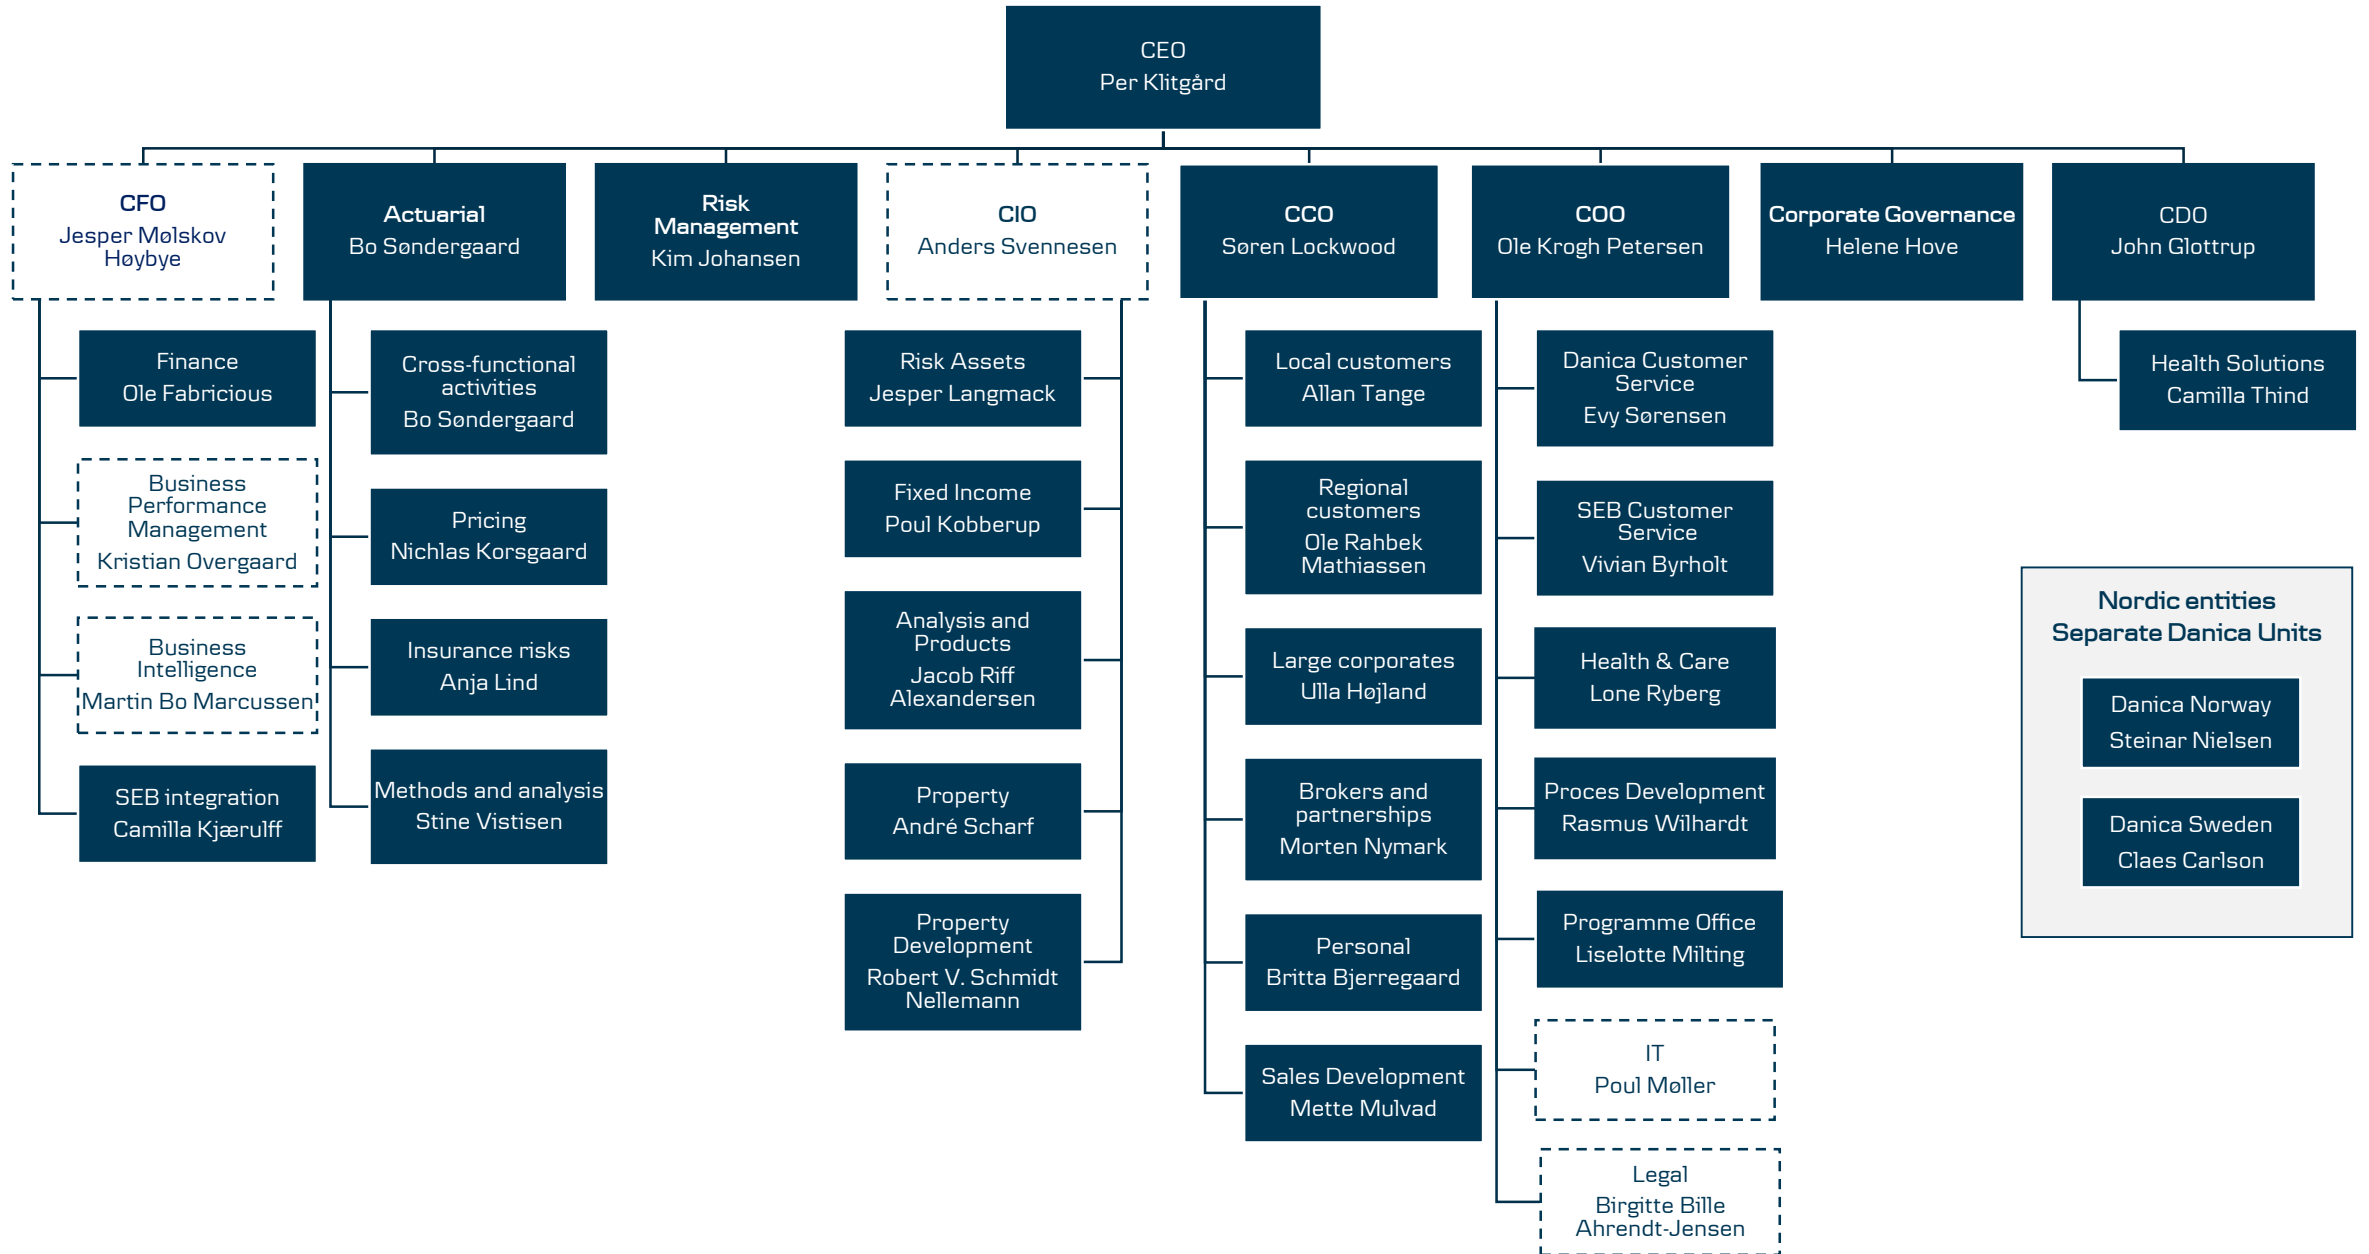 CEO
Per Klitgård
CFO
Jesper Mølskov
Høybye
Actuarial
Bo Søndergaard
Risk
Management
Kim Johansen
CIO
Anders Svennesen
CCO
Søren Lockwood
COO
Ole Krogh Petersen
Corporate Governance
Helene Hove
CDO
John Glottrup
Finance
Ole Fabricious
Business
Performance
Management
Kristian Overgaard
Business
Intelligence
Martin Bo Marcussen
SEB integration
Camilla Kjærulff
Cross-functional
activities
Bo Søndergaard
Pricing
Nichlas Korsgaard
Insurance risks
Anja Lind
Methods and analysis
Stine Vistisen
Risk Assets
Jesper Langmack
Fixed Income
Poul Kobberup
Analysis and
Products
Jacob Riff
Alexandersen
Property
André Scharf
Property
Development
Robert V. Schmidt
Nellemann
Local customers
Allan Tange
Regional
customers
Ole Rahbek
Mathiassen
Large corporates
Ulla Højland
Brokers and
partnerships
Morten Nymark
Personal
Britta Bjerregaard
Sales Development
Mette Mulvad
Danica Customer
Service
Evy Sørensen
SEB Customer
Service
Vivian Byrholt
Health & Care
Lone Ryberg
Proces Development
Rasmus Wilhardt
Programme Office
Liselotte Milting
IT
Poul Møller
Legal
Birgitte Bille
Ahrendt-Jensen
Health Solutions
Camilla Thind
Nordic entities
Separate Danica Units
Danica Norway
Steinar Nielsen
Danica Sweden
Claes Carlson